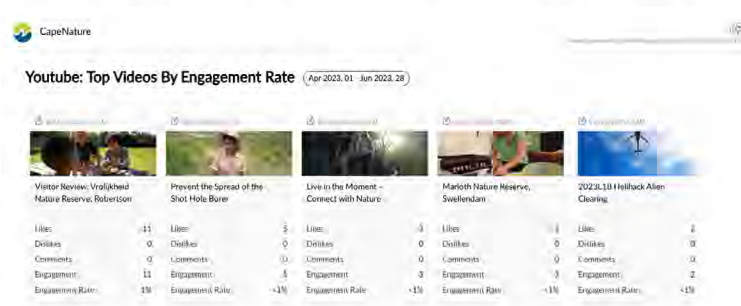 CapeNature
Youtube: Top Videos By Engagement Rate (Apr 2023, 01 - Jun 2023, 28)
Visitor Review: Vrolijkheid
Nature Reserve, Robertson
Likes 11
Dislikes 0
Comments 0
Engagement 11
Engagement Rate 1%
Prevent the Spread of the
Shot Hole Borer
Likes 5
Dislikes 0
Comments 0
Engagement 5
Engagement Rate <1%
Live in the Moment –
Connect with Nature
Likes 3
Dislikes 0
Comments 0
Engagement 3
Engagement Rate <1%
Marloth Nature Reserve,
Swellendam
Likes
Dislikes 0
Comments 0
Engagement 3
Engagement Rate <1%
2023L1B Helihack Alien
Clearing
Likes 2
Dislikes 0
Comments 0
Engagement 2
Engagement Rate <1%